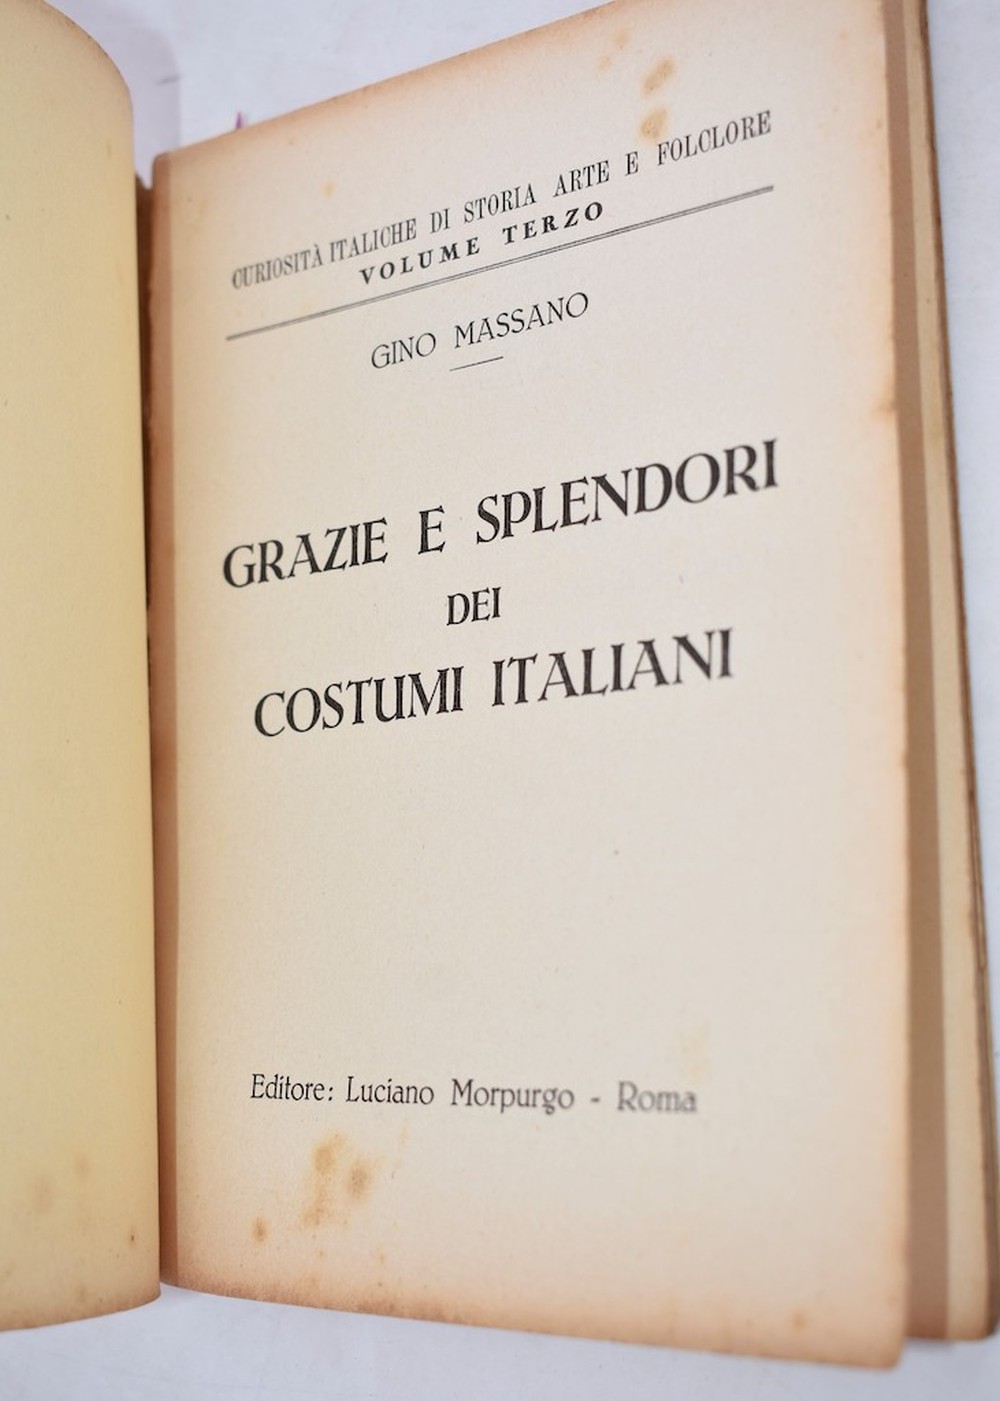 CURIOSITÀ ITALICHE DI STORIA ARTE E FOLCLORE
VOLUME TERZO
GINO MASSANO
GRAZIE E SPLENDORI
DEI
COSTUMI ITALIANI
Editore: Luciano Morpurgo - Roma